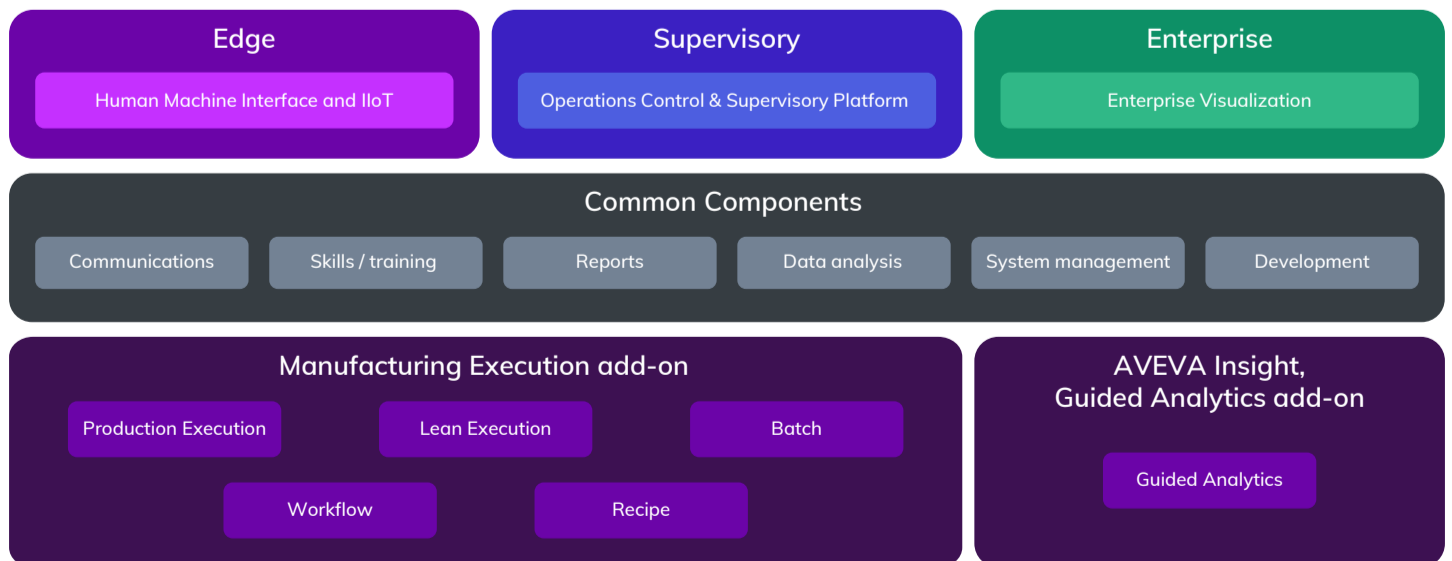 Edge
Human Machine Interface and IIoT
Supervisory
Operations Control & Supervisory Platform
Enterprise
Enterprise Visualization
Common Components
Communications
Skills / training
Reports
Data analysis
System management
Development
Manufacturing Execution add-on
Production Execution
Lean Execution
Batch
Workflow
Recipe
AVEVA Insight,
Guided Analytics add-on
Guided Analytics